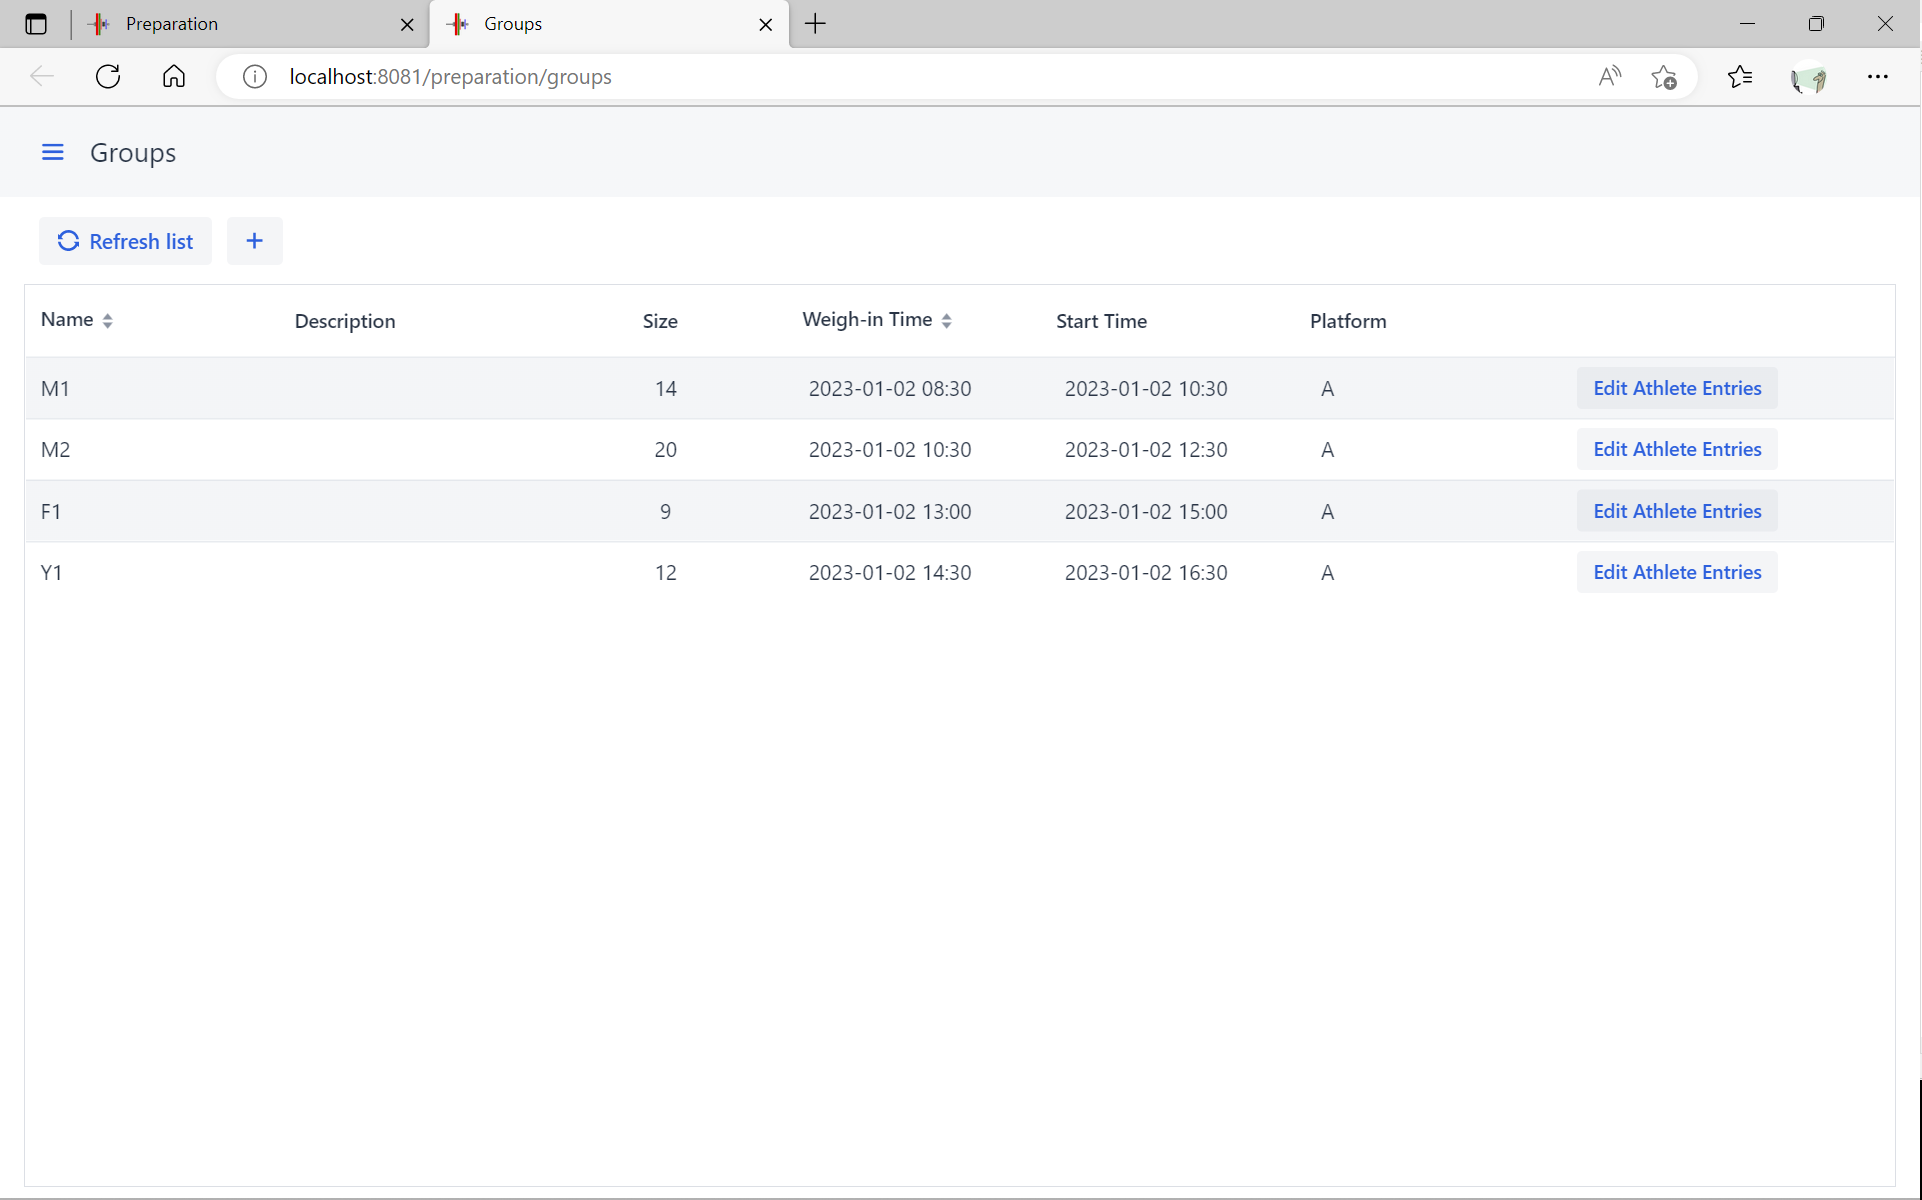 Preparation Groups
localhost:8081/preparation/groups
Groups
Refresh list +
Name Description Size Weigh-in Time Start Time Platform
M1 14 2023-01-02 08:30 2023-01-02 10:30 A Edit Athlete Entries
M2 20 2023-01-02 10:30 2023-01-02 12:30 A Edit Athlete Entries
F1 9 2023-01-02 13:00 2023-01-02 15:00 A Edit Athlete Entries
Y1 12 2023-01-02 14:30 2023-01-02 16:30 A Edit Athlete Entries